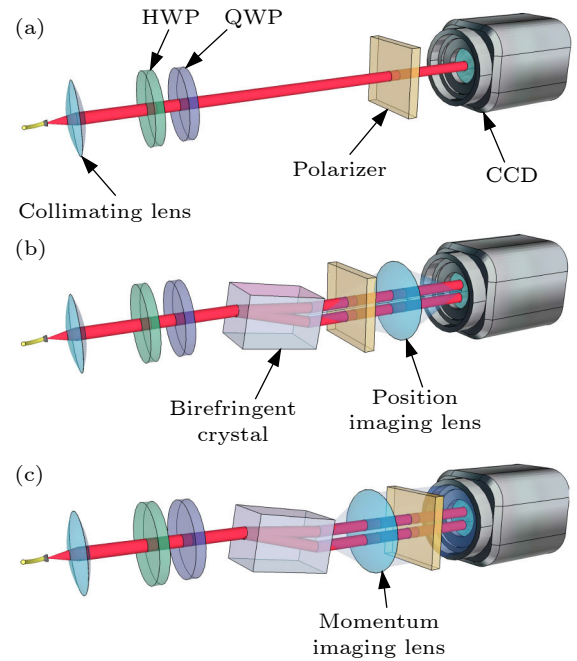 (a)
HWP
QWP
Polarizer
CCD
Collimating lens
(b)
Birefringent
crystal
Position
imaging lens
(c)
Momentum
imaging lens